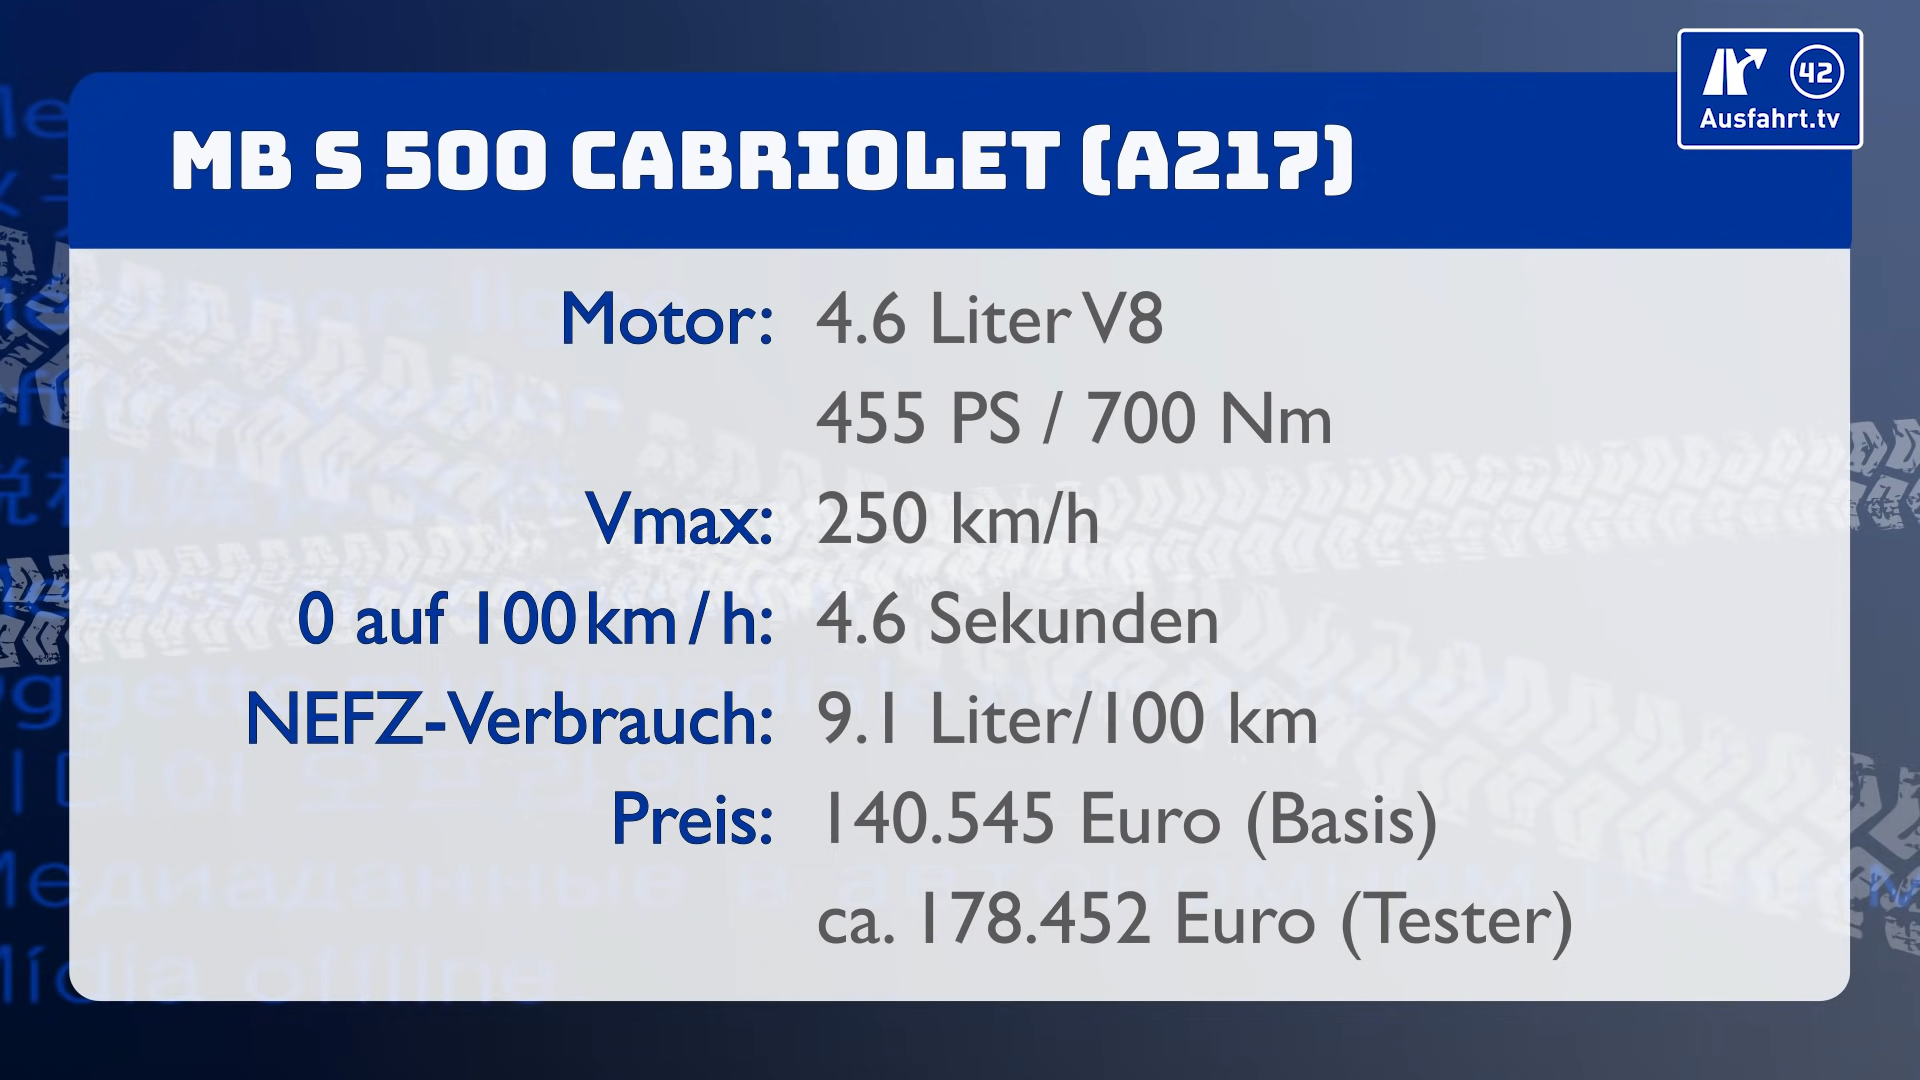 42
Ausfahrt.tv
MB S 500 CABRIOLET (A217)
Motor: 4.6 Liter V8
455 PS / 700 Nm
Vmax: 250 km/h
0 auf 100 km / h: 4.6 Sekunden
NEFZ-Verbrauch: 9.1 Liter/100 km
Preis: 140.545 Euro (Basis)
ca. 178.452 Euro (Tester)